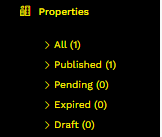 Properties
All (1)
Published (1)
Pending (0)
Expired (0)
Draft (0)